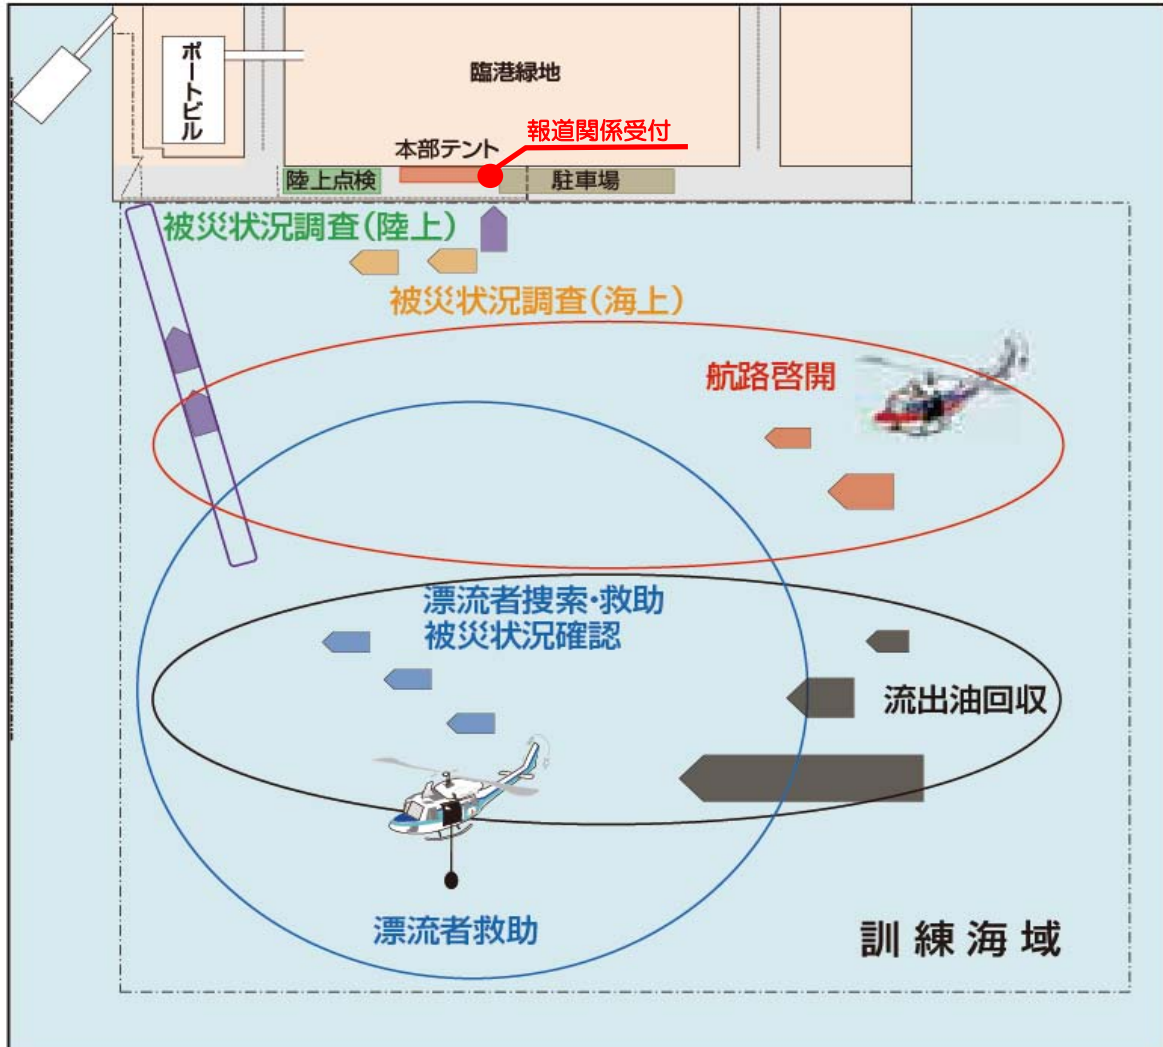 ポートビル
臨港緑地
報道関係受付
本部テント
陸上点検
駐車場
被災状況調査(陸上)
被災状況調査(海上)
航路啓開
漂流者捜索・救助
被災状況確認
流出油回収
漂流者救助
訓練海域